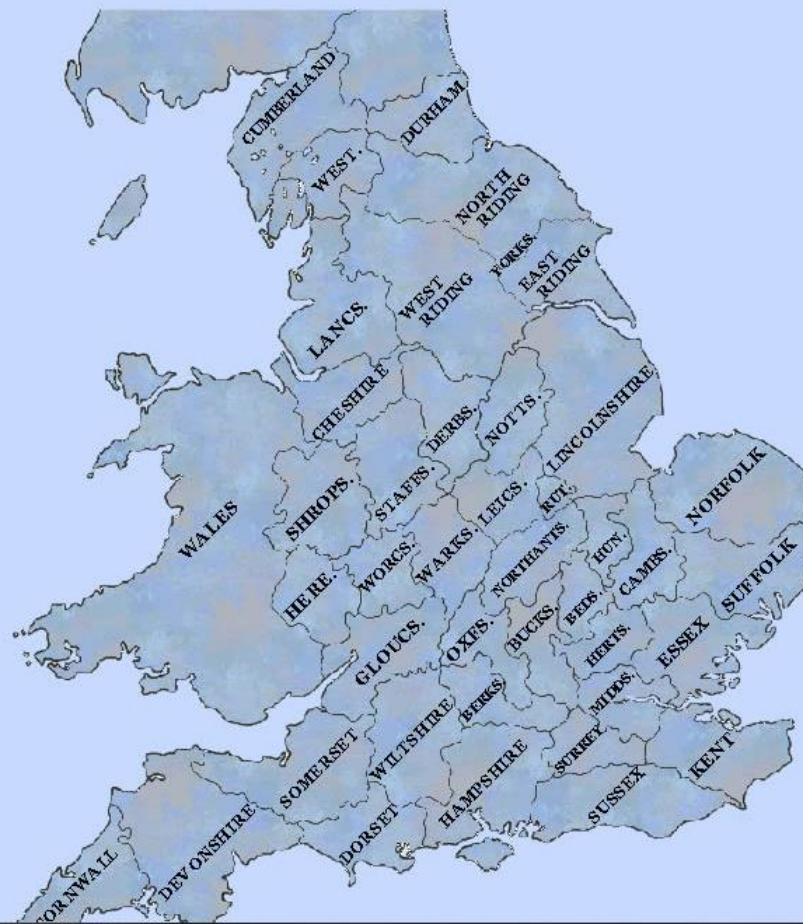 CUMBERLAND
DURHAM
WEST.
NORTH
RIDING
YORKS.
EAST
RIDING
WEST
RIDING
LANCS.
CHESHIRE
DERBS.
NOTTS.
LINCOLNSHIRE
NORFOLK
WALES
SHROPS.
STAFFS.
LEICS.
RUT.
HERE.
WORCS.
WARKS.
NORTHANTS.
HUN.
CAMBS.
SUFFOLK
GLOUCS.
OXFS.
BUCKS.
BEDS.
HERTS.
ESSEX
BERKS.
MIDDS.
SOMERSET
WILTSHIRE
HAMPSHIRE
SURREY
SUSSEX
KENT
DORSET
DEVONSHIRE
CORNWALL